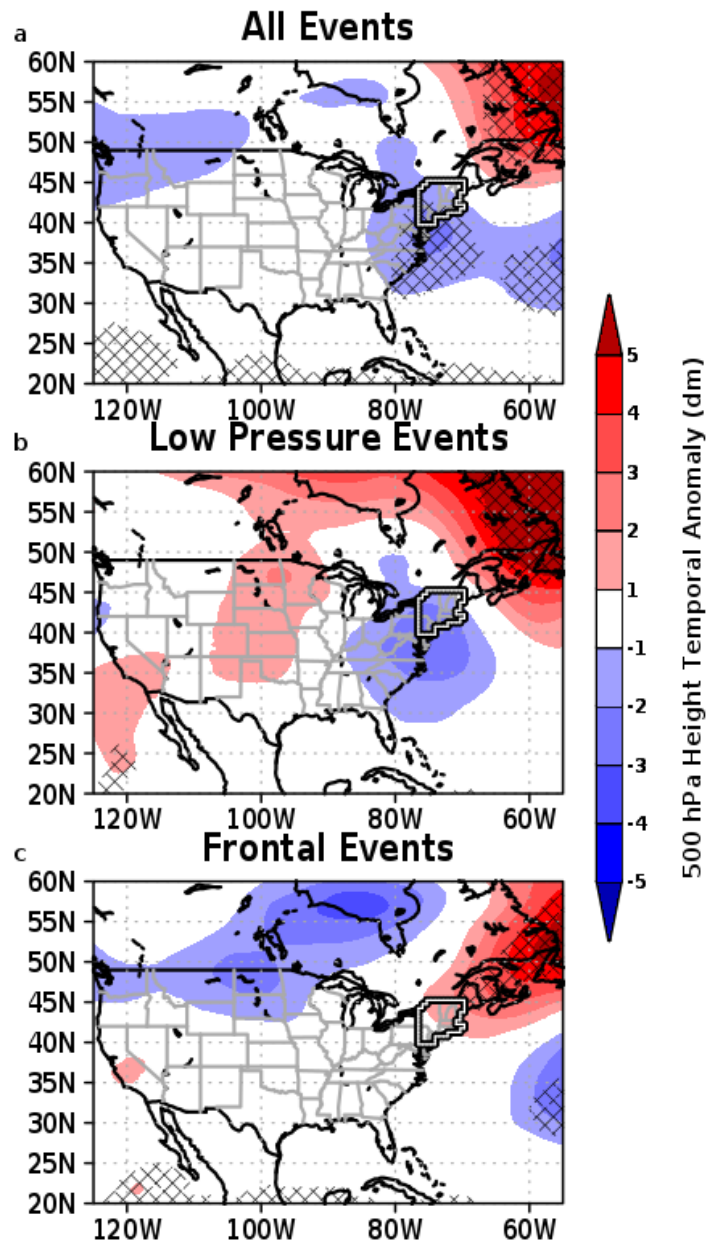 a
All Events
60N
55N
50N
45N
40N
35N
30N
25N
20N
120W 100W 80W 60W
b
Low Pressure Events
60N
55N
50N
45N
40N
35N
30N
25N
20N
120W 100W 80W 60W
c
Frontal Events
60N
55N
50N
45N
40N
35N
30N
25N
20N
120W 100W 80W 60W
5
4
3
2
1
-1
-2
-3
-4
-5
500 hPa Height Temporal Anomaly (dm)